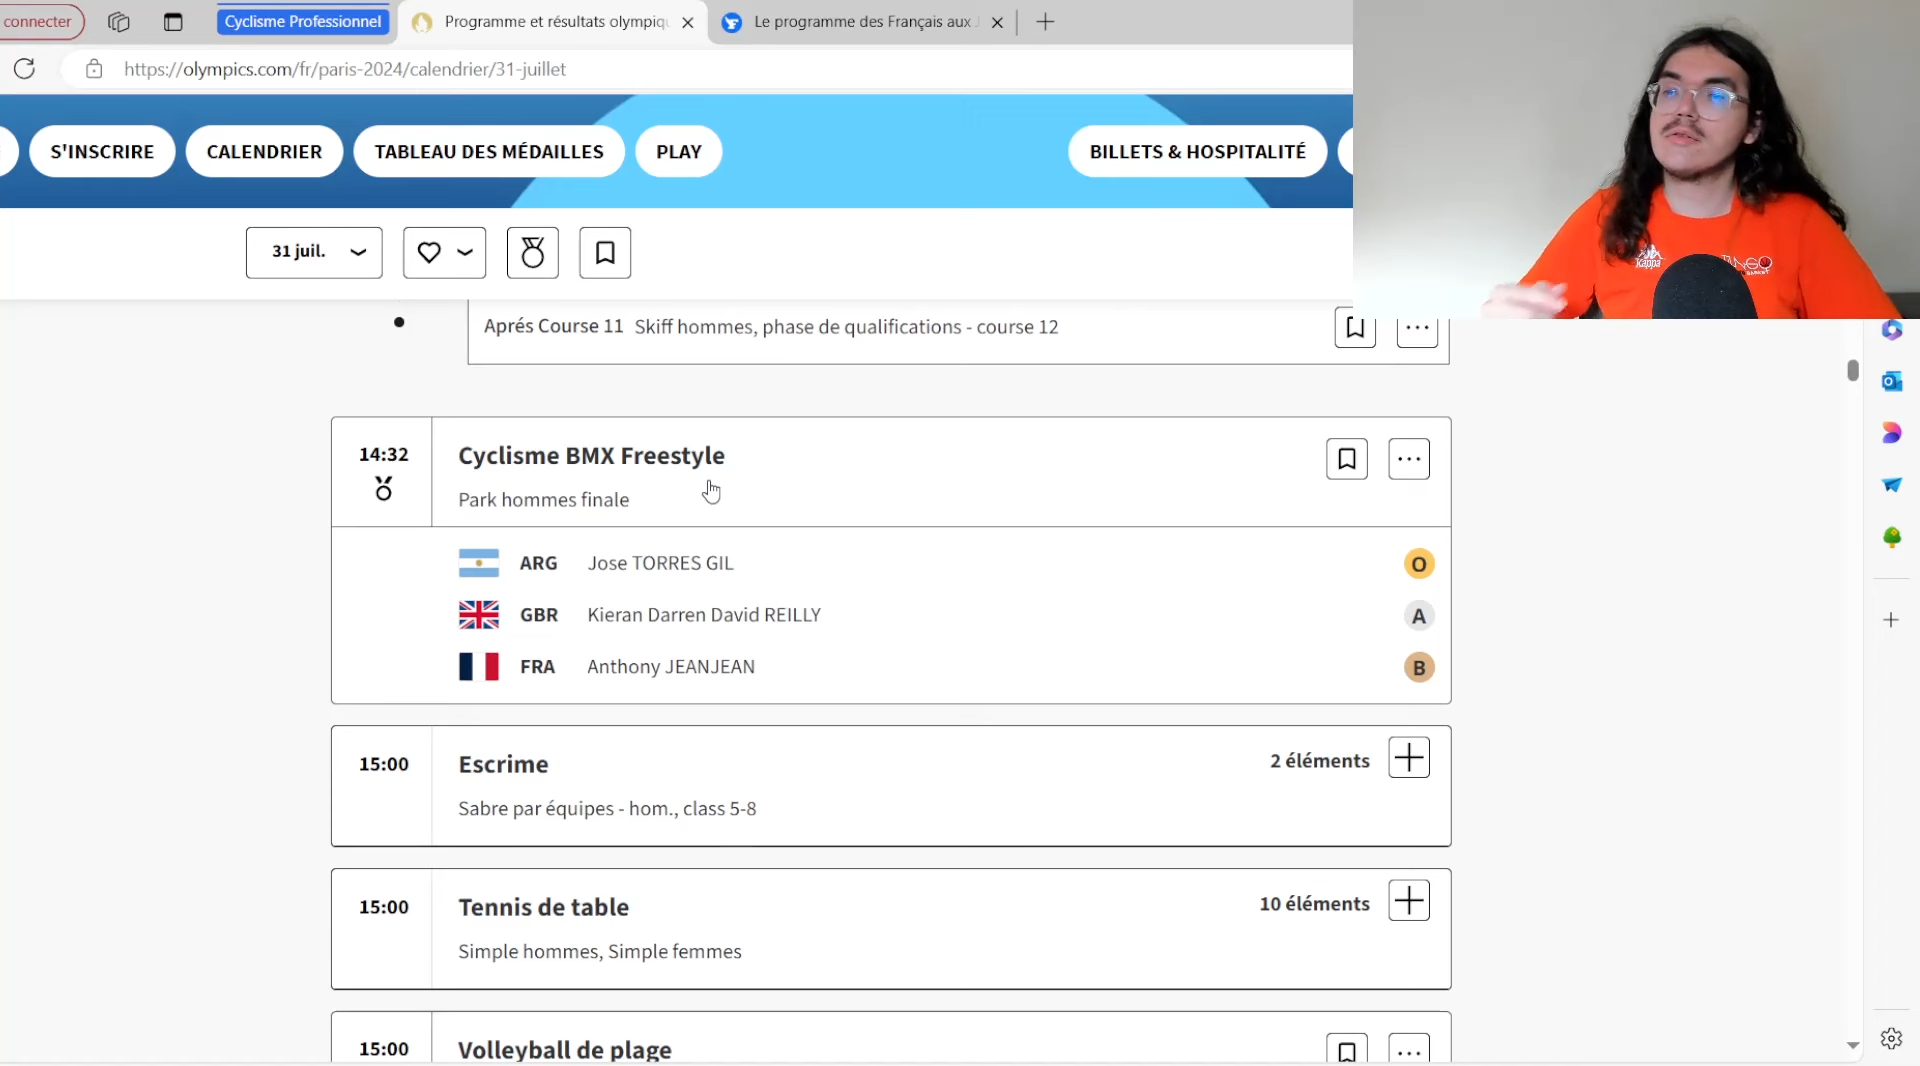 connecter
Cyclisme Professionnel
Programme et résultats olympiq
Le programme des Français aux J
https://olympics.com/fr/paris-2024/calendrier/31-juillet
S'INSCRIRE
CALENDRIER
TABLEAU DES MÉDAILLES
PLAY
BILLETS & HOSPITALITÉ
31 juil.
Kappa
Aprés Course 11 Skiff hommes, phase de qualifications - course 12
14:32 Cyclisme BMX Freestyle
Park hommes finale
ARG Jose TORRES GIL O
GBR Kieran Darren David REILLY A
FRA Anthony JEANJEAN B
15:00 Escrime 2 éléments
Sabre par équipes - hom., class 5-8
15:00 Tennis de table 10 éléments
Simple hommes, Simple femmes
15:00 Volleyball de plage